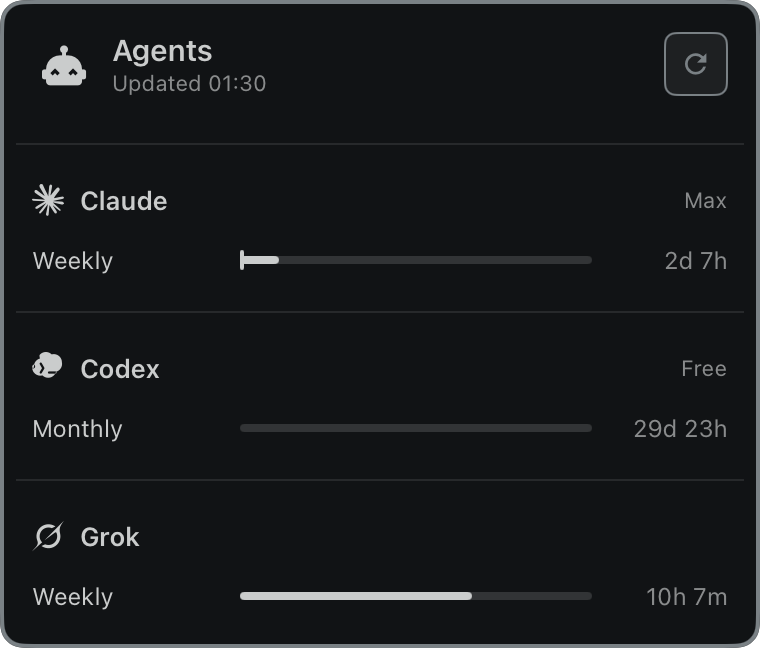 Agents
Updated 01:30
Claude Max
Weekly 2d 7h
Codex Free
Monthly 29d 23h
Grok
Weekly 10h 7m